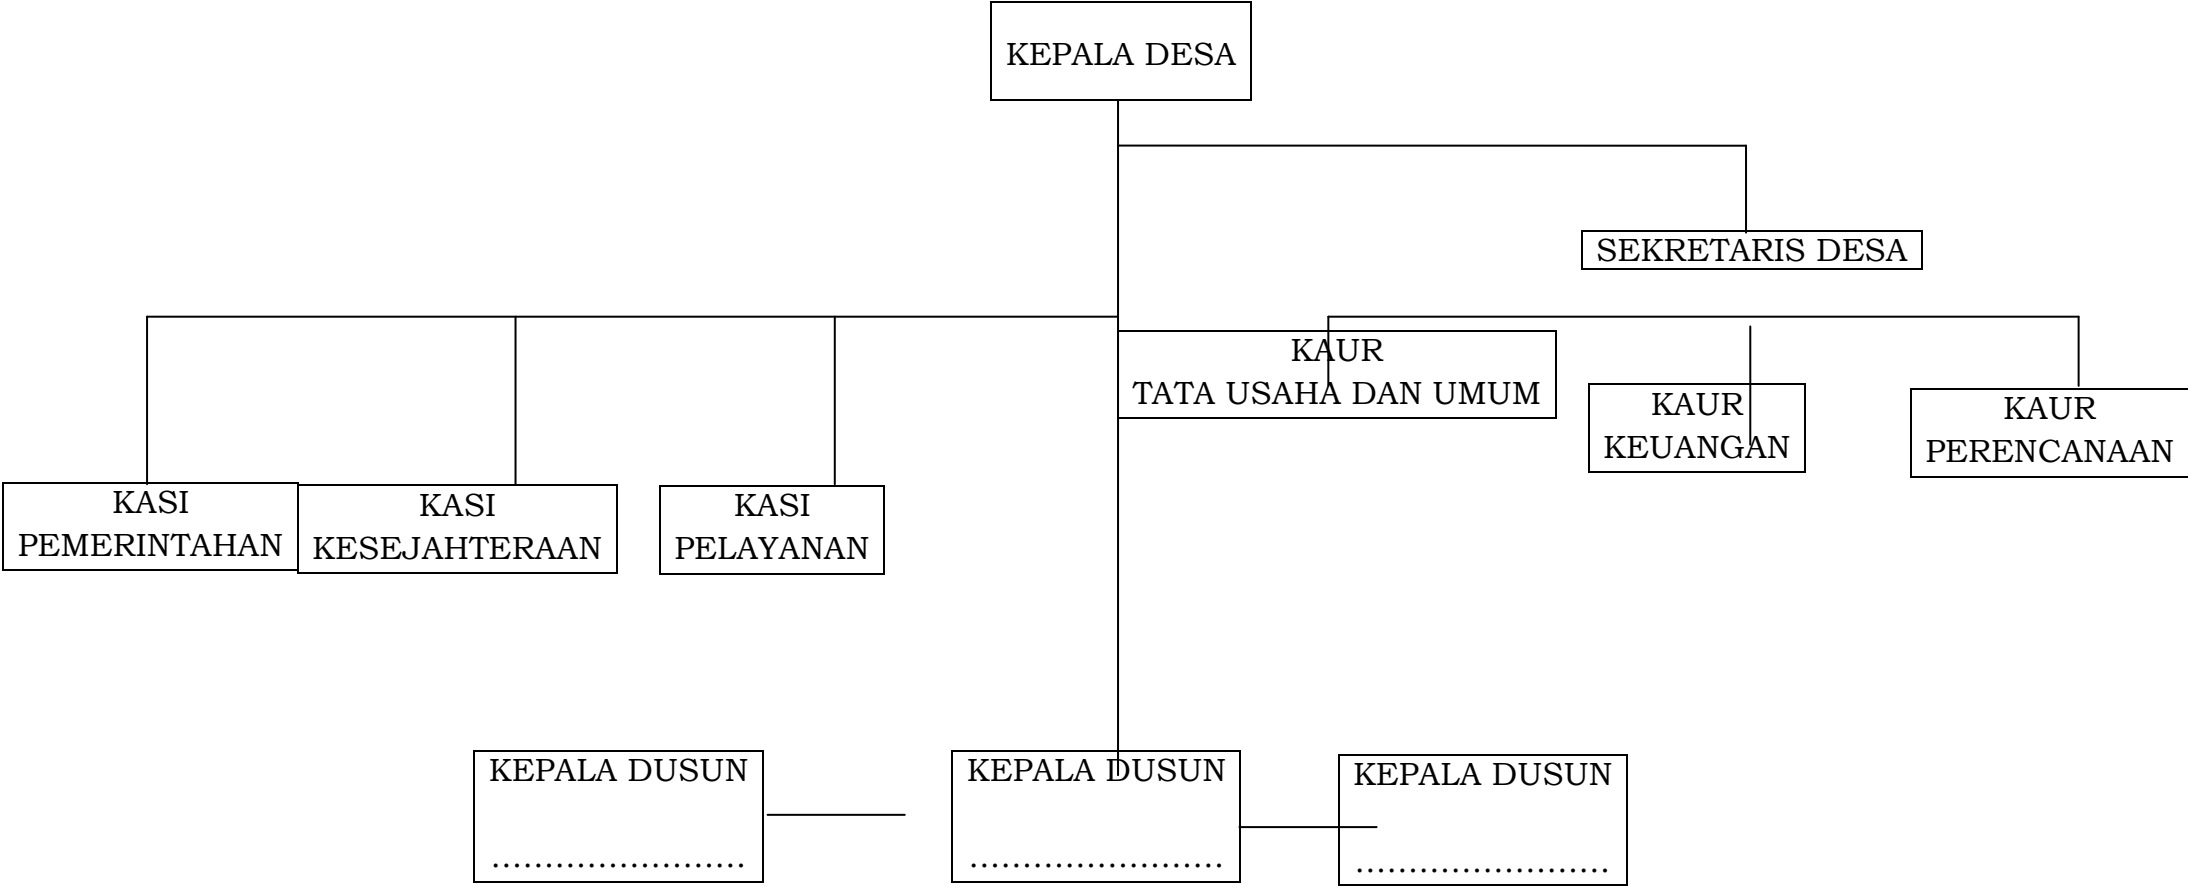 KEPALA DESA
SEKRETARIS DESA
KAUR
TATA USAHA DAN UMUM
KAUR
KEUANGAN
KAUR
PERENCANAAN
KASI
PEMERINTAHAN
KASI
KESEJAHTERAAN
KASI
PELAYANAN
KEPALA DUSUN
........................
KEPALA DUSUN
........................
KEPALA DUSUN
........................